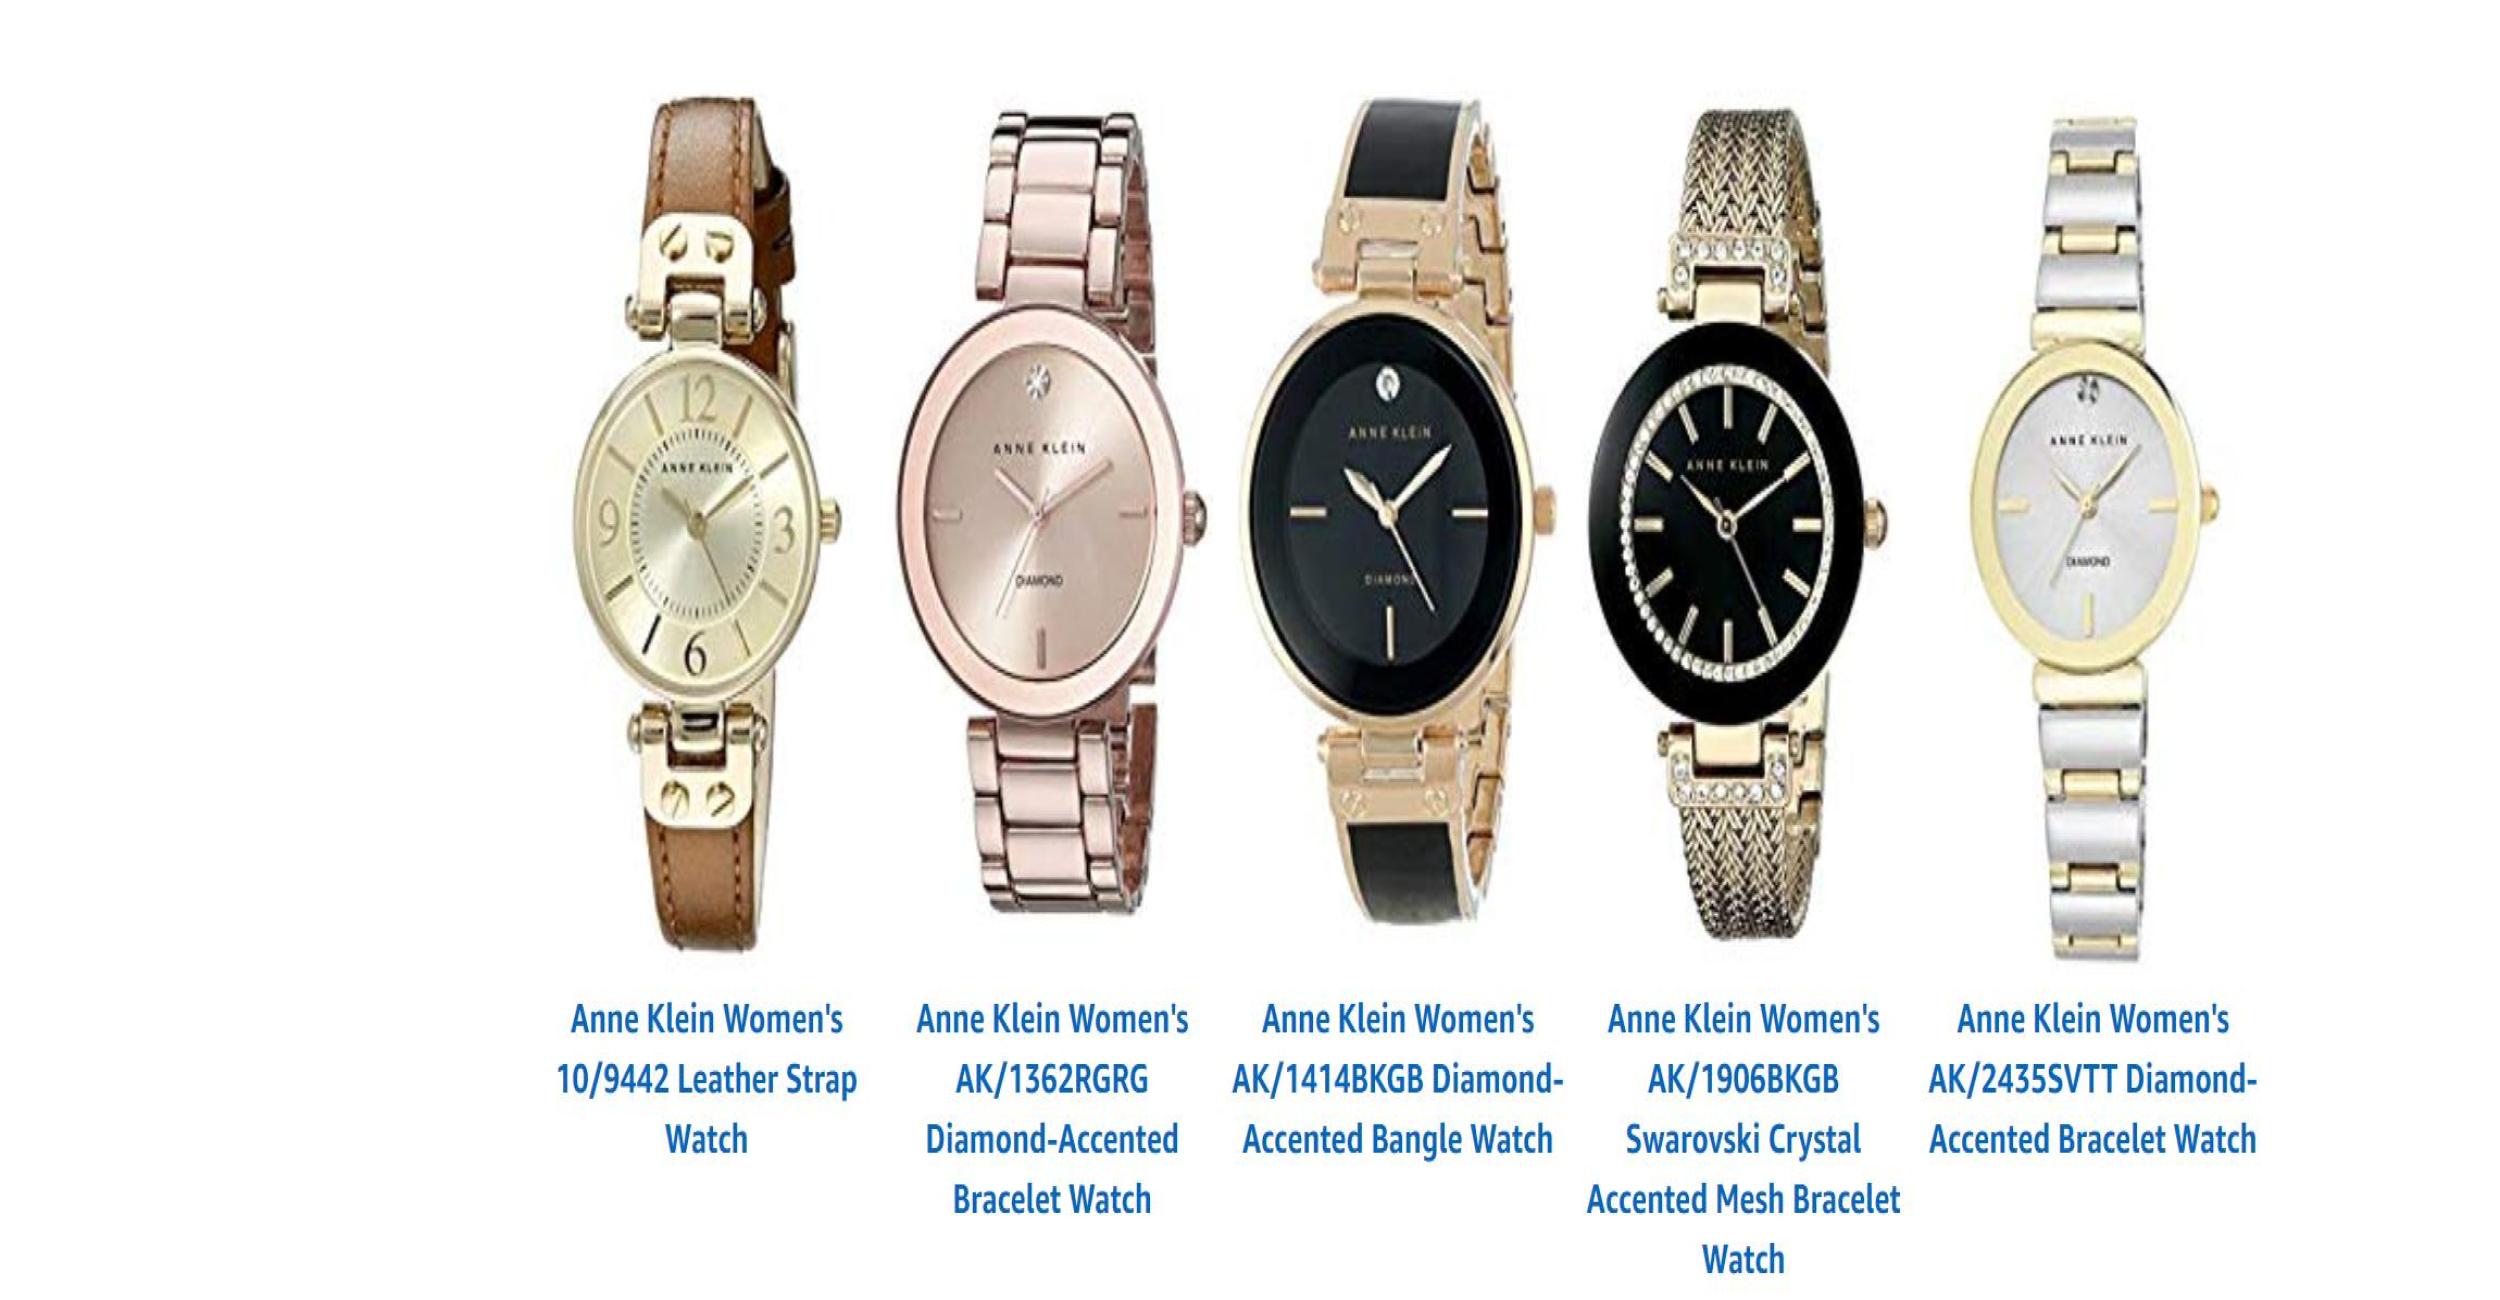 12
ANNE KLEIN
9
3
6
ANNE KLEIN
DIAMOND
ANNE KLEIN
DIAMOND
ANNE KLEIN
ANNE KLEIN
DIAMOND
Anne Klein Women's
10/9442 Leather Strap
Watch
Anne Klein Women's
AK/1362RGRG
Diamond-Accented
Bracelet Watch
Anne Klein Women's
AK/1414BKGB Diamond-
Accented Bangle Watch
Anne Klein Women's
AK/1906BKGB
Swarovski Crystal
Accented Mesh Bracelet
Watch
Anne Klein Women's
AK/2435SVTT Diamond-
Accented Bracelet Watch